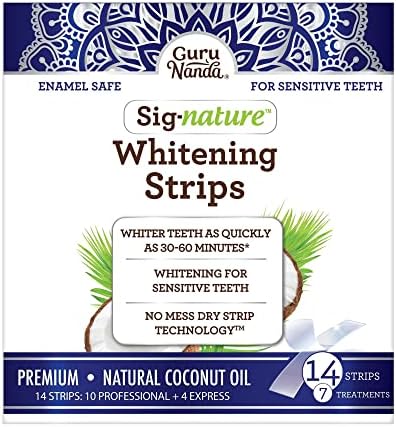 Guru
Nanda®
ENAMEL SAFE
FOR SENSITIVE TEETH
Sig-nature™
Whitening
Strips
WHITER TEETH AS QUICKLY
AS 30-60 MINUTES*
WHITENING FOR
SENSITIVE TEETH
NO MESS DRY STRIP
TECHNOLOGY™
PREMIUM • NATURAL COCONUT OIL
14 STRIPS: 10 PROFESSIONAL + 4 EXPRESS
14 STRIPS
7 TREATMENTS